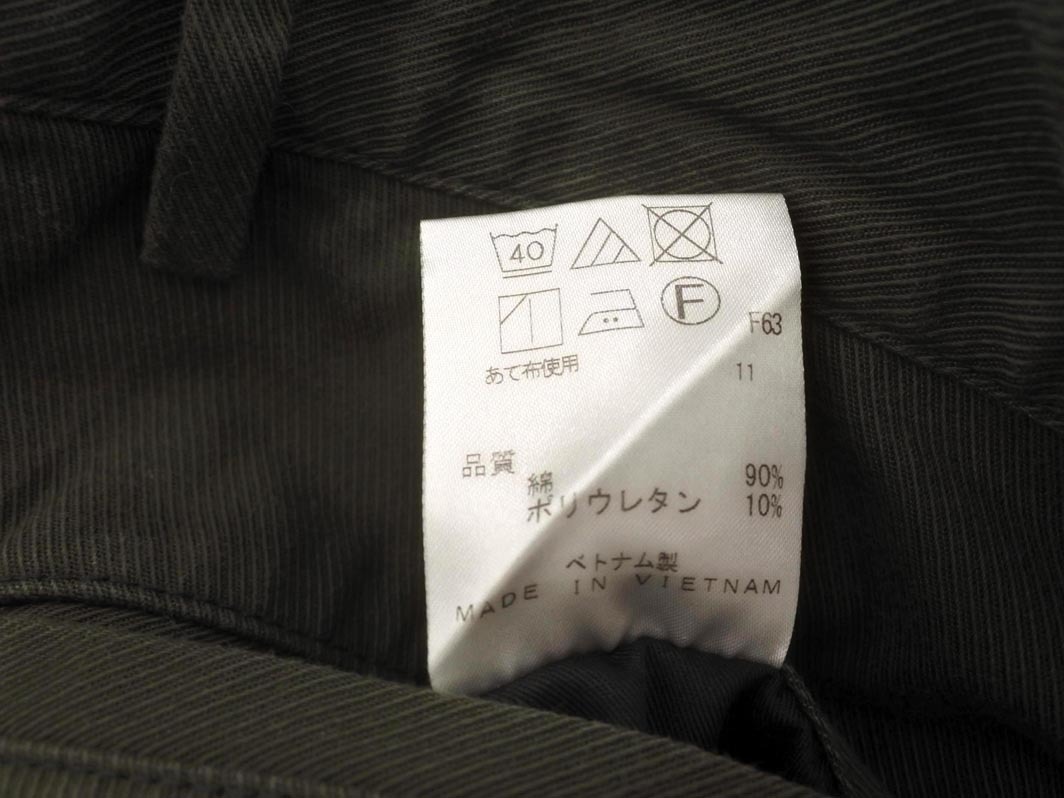 40
F
F63
あて布使用
11
品質
綿 90%
ポリウレタン 10%
ベトナム製
MADE IN VIETNAM